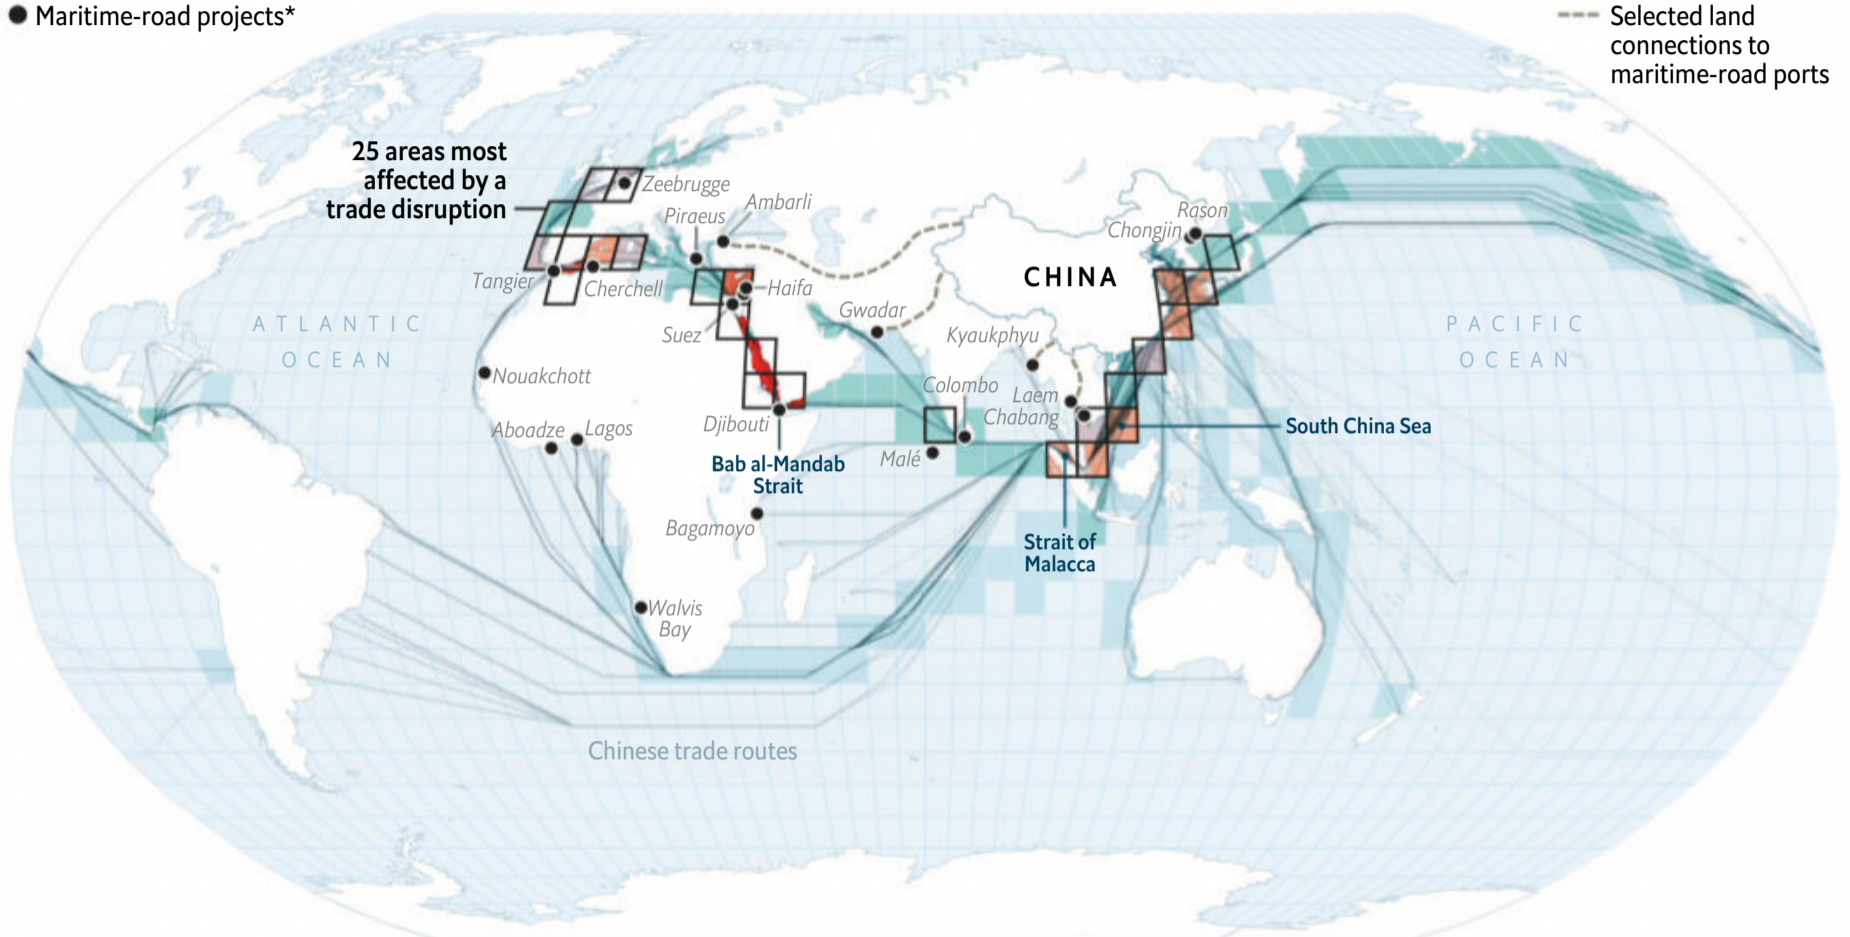 Maritime-road projects*
Selected land
connections to
maritime-road ports
25 areas most
affected by a
trade disruption
Zeebrugge
Ambarli
Piraeus
Rason
Chongjin
CHINA
Tangier
Cherchell
Haifa
Gwadar
Suez
Kyaukphyu
ATLANTIC
OCEAN
PACIFIC
OCEAN
Nouakchott
Colombo
Laem
Chabang
Djibouti
Aboadze
Lagos
South China Sea
Malé
Bab al-Mandab
Strait
Bagamoyo
Strait of
Malacca
Walvis
Bay
Chinese trade routes